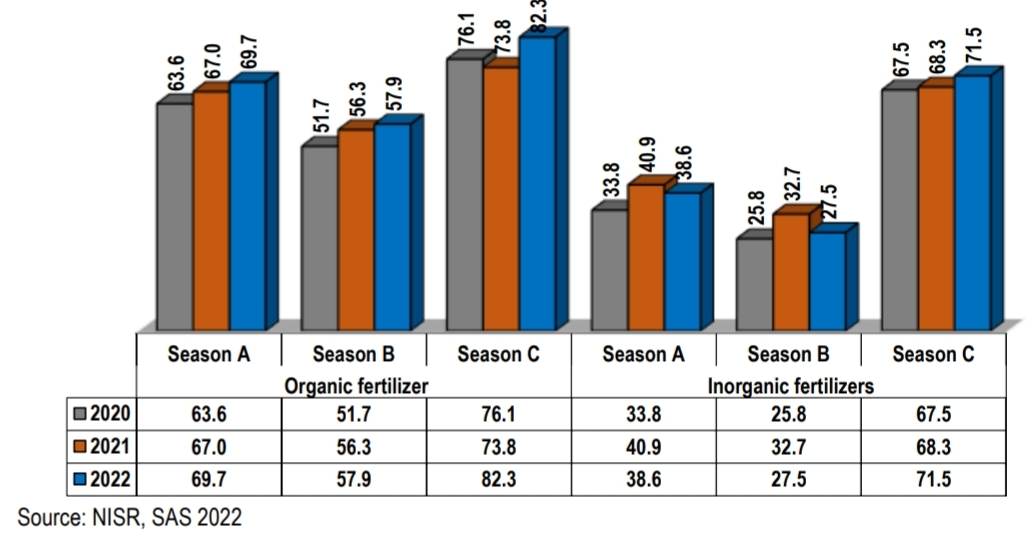 63.6 67.0 69.7 51.7 56.3 57.9 76.1 73.8 82.3 33.8 40.9 38.6 25.8 32.7 27.5 67.5 68.3 71.5
Season A Season B Season C Season A Season B Season C
Organic fertilizer Inorganic fertilizers
2020 63.6 51.7 76.1 33.8 25.8 67.5
2021 67.0 56.3 73.8 40.9 32.7 68.3
2022 69.7 57.9 82.3 38.6 27.5 71.5
Source: NISR, SAS 2022